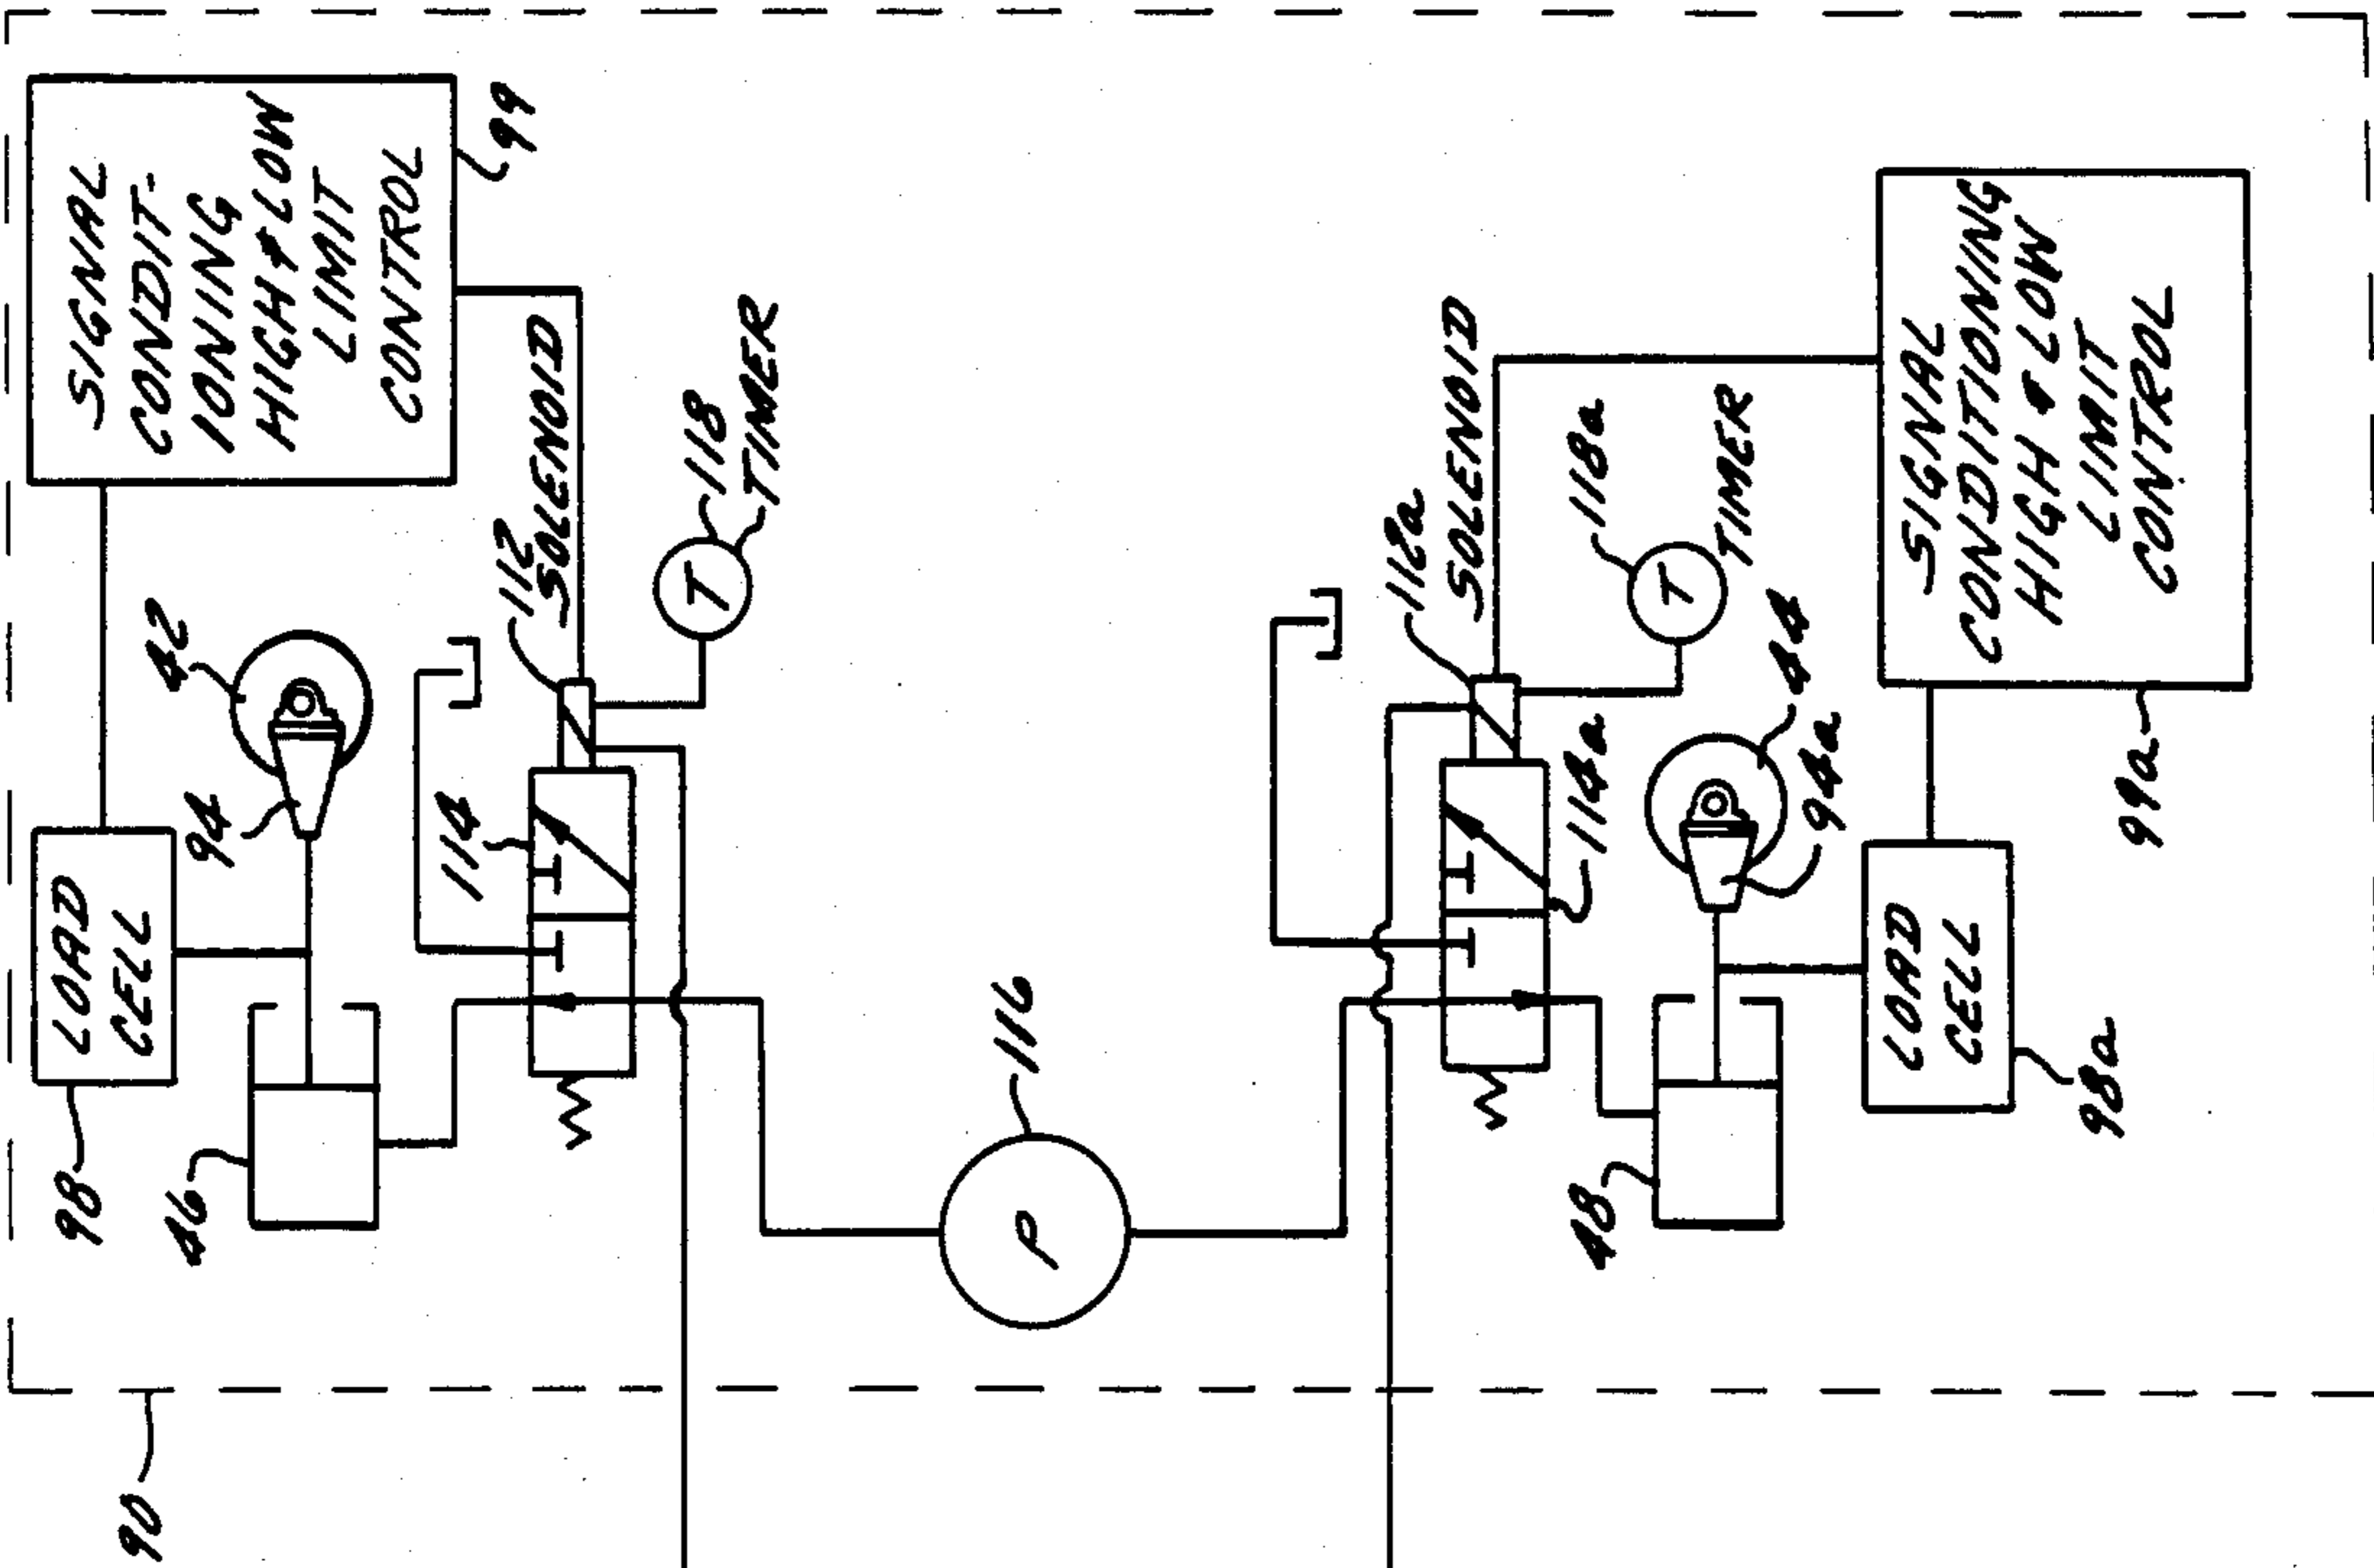 SIGNAL
CONDIT-
IONING
HIGH & LOW
LIMIT
CONTROL
99
LOAD
CELL
98
42
94
46
112
SOLENOID
118
TIMER
T
114
116
P
112a
SOLENOID
118a
TIMER
T
114a
44
94a
48
SIGNAL
CONDITIONING
HIGH & LOW
LIMIT
CONTROL
99a
LOAD
CELL
98a
90